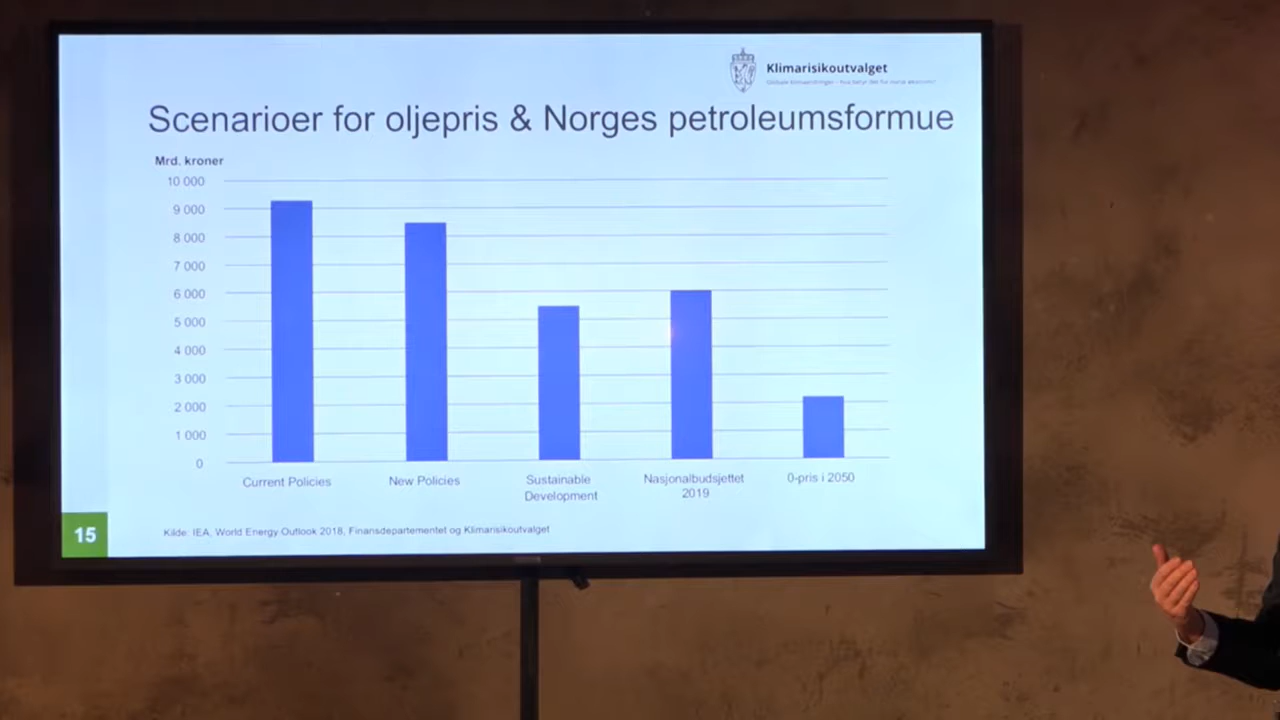 Klimarisikoutvalget
Scenarioer for oljepris & Norges petroleumsformue
Mrd. kroner
10 000
9 000
8 000
7 000
6 000
5 000
4 000
3 000
2 000
1 000
0
Current Policies
New Policies
Sustainable
Development
Nasjonalbudsjettet
2019
0-pris i 2050
15
Kilde: IEA, World Energy Outlook 2018, Finansdepartementet og Klimarisikoutvalget